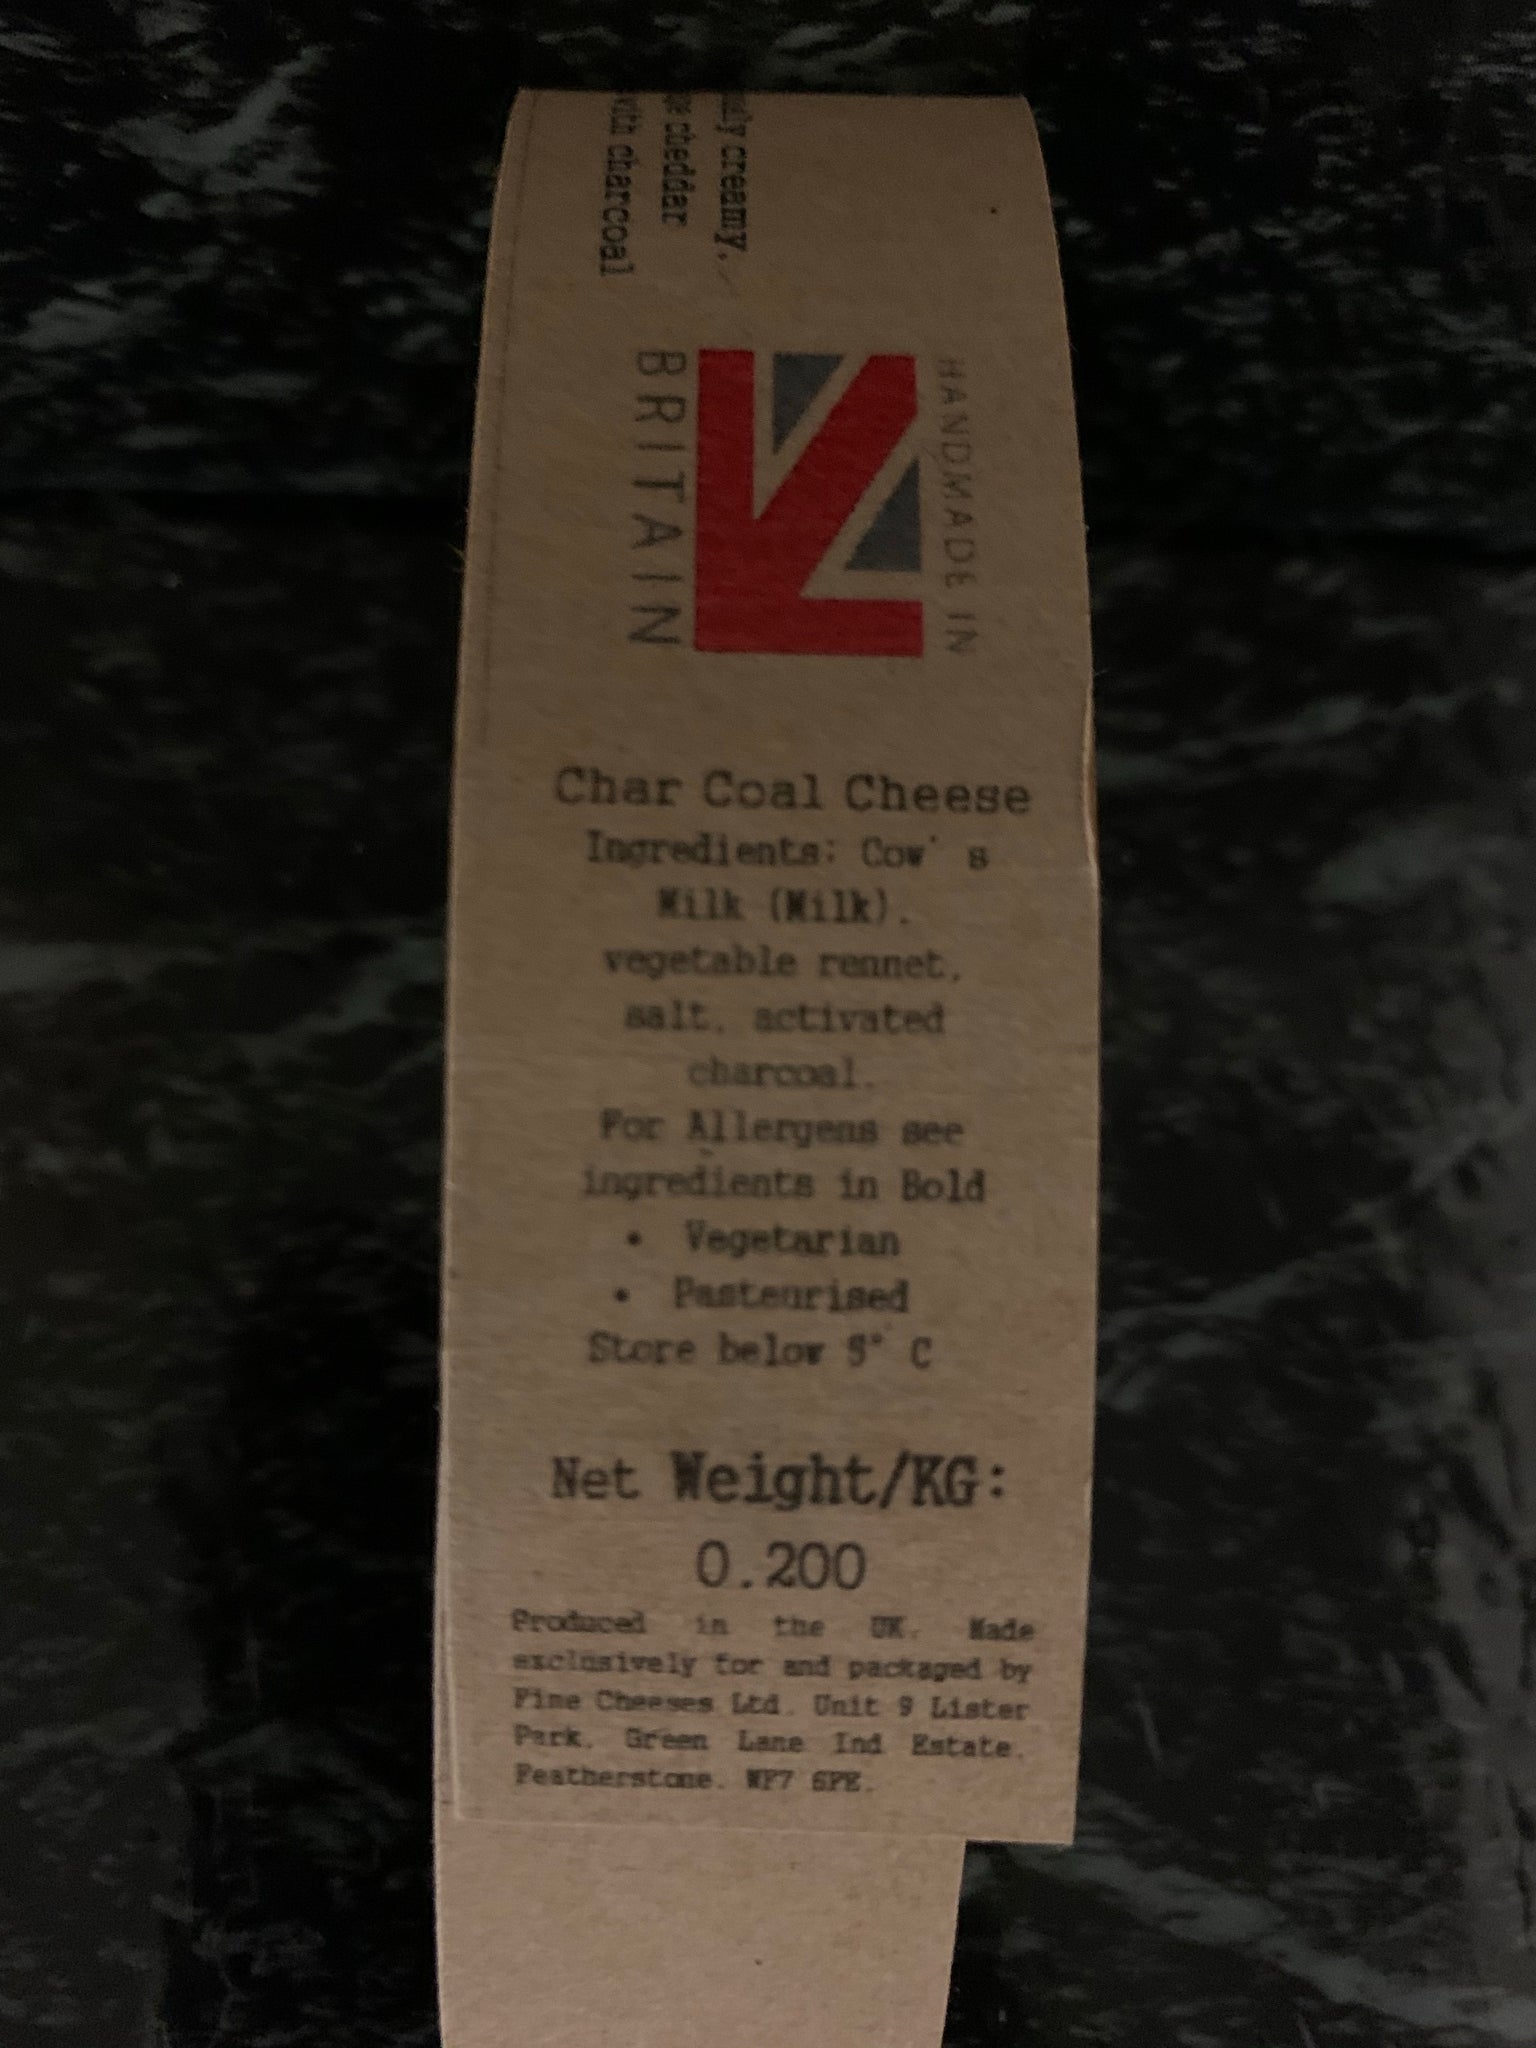 creamy.
cheddar
with charcoal
HANDMADE IN
BRITAIN
Char Coal Cheese
Ingredients: Cow's
Milk (Milk),
vegetable rennet,
salt, activated
charcoal.
For Allergens see
ingredients in Bold
• Vegetarian
• Pasteurised
Store below 5° C
Net Weight/KG:
0.200
Produced in the UK. Made
exclusively for and packaged by
Fine Cheeses Ltd. Unit 9 Lister
Park, Green Lane Ind Estate,
Featherstone. WF7 6FE.